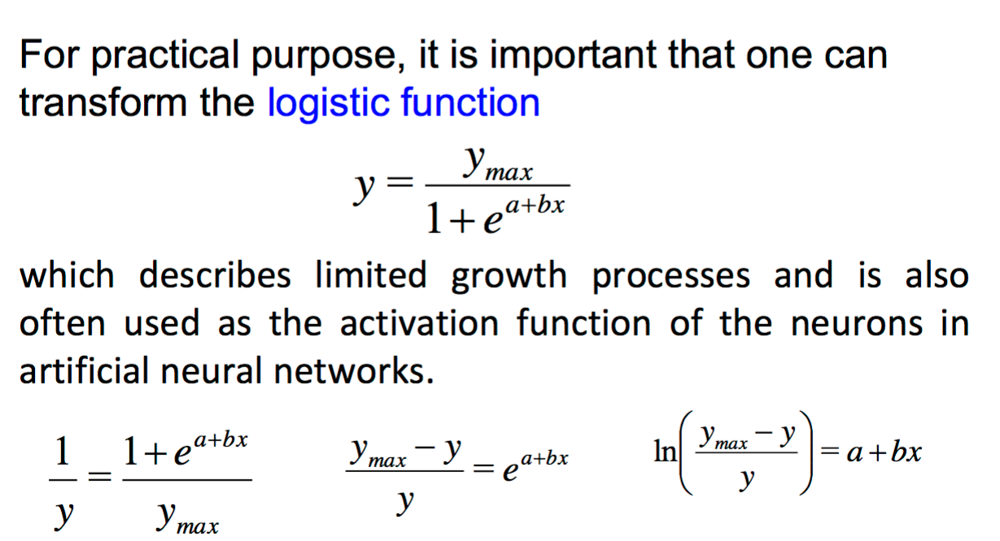 For practical purpose, it is important that one can
transform the logistic function
y = \frac{y_{max}}{1+e^{a+bx}}
which describes limited growth processes and is also
often used as the activation function of the neurons in
artificial neural networks.
\frac{1}{y} = \frac{1+e^{a+bx}}{y_{max}} \frac{y_{max} - y}{y} = e^{a+bx} \ln\left(\frac{y_{max} - y}{y}\right) = a+bx